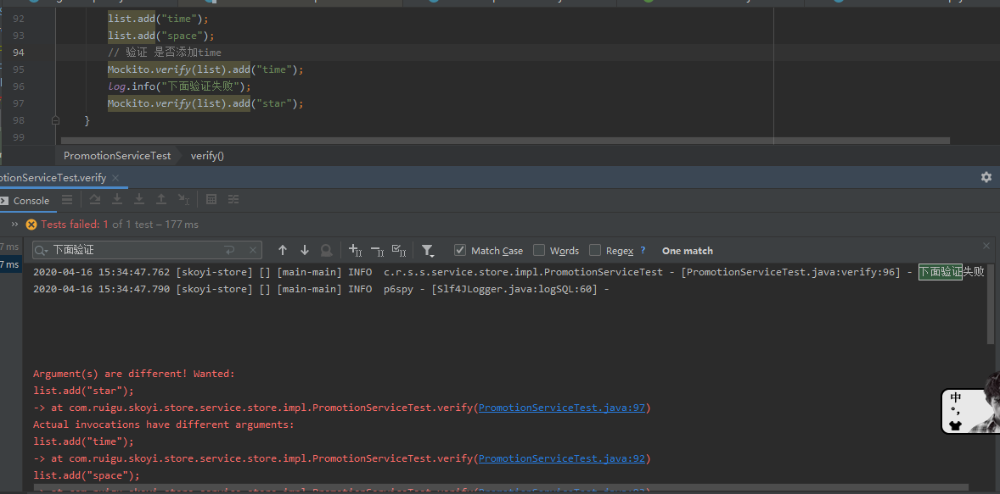 92 list.add("time");
93 list.add("space");
94 // 验证 是否添加time
95 Mockito.verify(list).add("time");
96 log.info("下面验证失败");
97 Mockito.verify(list).add("star");
98 }
99
PromotionServiceTest verify()
otionServiceTest.verify ×
Console
» Tests failed: 1 of 1 test – 177 ms
7 ms
7 ms
下面验证 Match Case Words Regex ? One match
2020-04-16 15:34:47.762 [skoyi-store] [] [main-main] INFO c.r.s.s.service.store.impl.PromotionServiceTest - [PromotionServiceTest.java:verify:96] - 下面验证失败
2020-04-16 15:34:47.790 [skoyi-store] [] [main-main] INFO p6spy - [Slf4JLogger.java:logSQL:60] -
Argument(s) are different! Wanted:
list.add("star");
-> at com.ruigu.skoyi.store.service.store.impl.PromotionServiceTest.verify(PromotionServiceTest.java:97)
Actual invocations have different arguments:
list.add("time");
-> at com.ruigu.skoyi.store.service.store.impl.PromotionServiceTest.verify(PromotionServiceTest.java:92)
list.add("space");
中